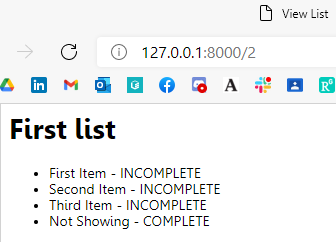 View List
127.0.0.1:8000/2
First list
First Item - INCOMPLETE
Second Item - INCOMPLETE
Third Item - INCOMPLETE
Not Showing - COMPLETE